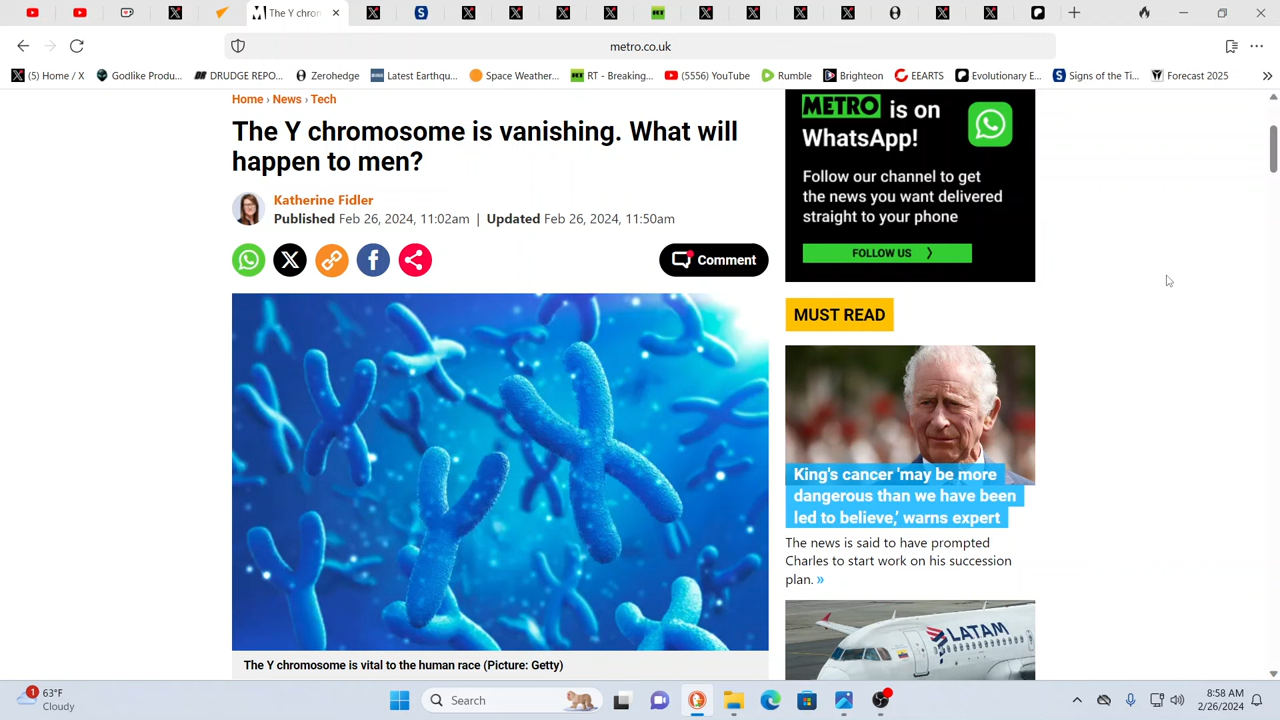 The Y chron
metro.co.uk
(5) Home / X
Godlike Produ...
DRUDGE REPO...
Zerohedge
Latest Earthqu...
Space Weather...
RT - Breaking...
(5556) YouTube
Rumble
Brighteon
EEARTS
Evolutionary E...
Signs of the Ti...
Forecast 2025
Home › News › Tech
The Y chromosome is vanishing. What will
happen to men?
Katherine Fidler
Published Feb 26, 2024, 11:02am | Updated Feb 26, 2024, 11:50am
Comment
The Y chromosome is vital to the human race (Picture: Getty)
METRO is on
WhatsApp!
Follow our channel to get
the news you want delivered
straight to your phone
FOLLOW US
MUST READ
King's cancer 'may be more
dangerous than we have been
led to believe,' warns expert
The news is said to have prompted
Charles to start work on his succession
plan. »
LATAM
1
63°F
Cloudy
Search
8:58 AM
2/26/2024